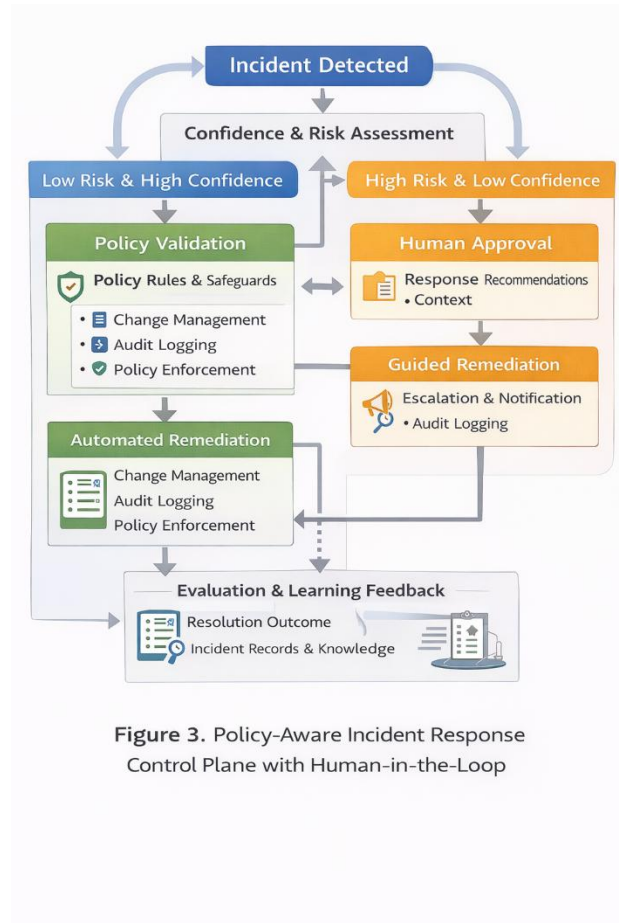 Incident Detected
Confidence & Risk Assessment
Low Risk & High Confidence
High Risk & Low Confidence
Policy Validation
Policy Rules & Safeguards
• Change Management
• Audit Logging
• Policy Enforcement
Human Approval
Response Recommendations
• Context
Guided Remediation
Escalation & Notification
• Audit Logging
Automated Remediation
Change Management
Audit Logging
Policy Enforcement
Evaluation & Learning Feedback
Resolution Outcome
Incident Records & Knowledge
Figure 3. Policy-Aware Incident Response
Control Plane with Human-in-the-Loop